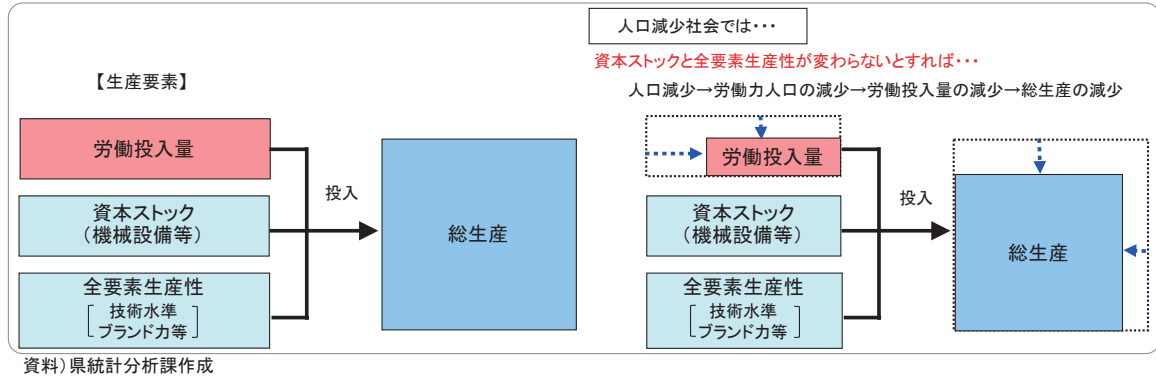 人口減少社会では・・・
資本ストックと全要素生産性が変わらないとすれば・・・
人口減少→労働力人口の減少→労働投入量の減少→総生産の減少
【生産要素】
労働投入量
資本ストック
（機械設備等）
全要素生産性
技術水準
ブランド力等
投入
総生産
労働投入量
資本ストック
（機械設備等）
全要素生産性
技術水準
ブランド力等
投入
総生産
資料）県統計分析課作成